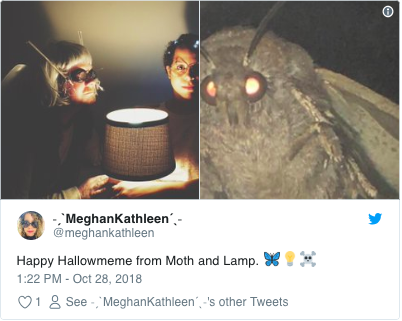 -ˏ`MeghanKathleen´ˎ-
@meghankathleen
Happy Hallowmeme from Moth and Lamp. 🦋💡☠️
1:22 PM - Oct 28, 2018
1 See -ˏ`MeghanKathleen´ˎ-'s other Tweets